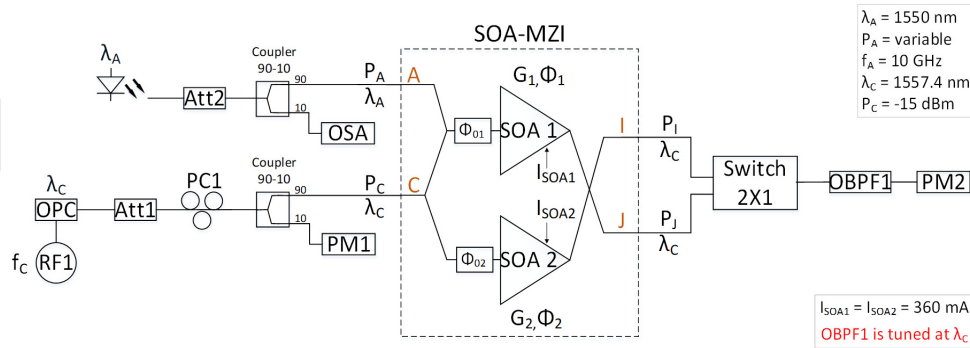 SOA-MZI
λA = 1550 nm
PA = variable
fA = 10 GHz
λC = 1557.4 nm
PC = -15 dBm
λA
Att2
Coupler
90-10
90
10
OSA
PA
λA
A
Φ01
G1,Φ1
SOA 1
ISOA1
I
PI
λC
Switch
2X1
OBPF1
PM2
λC
OPC
fC
RF1
Att1
PC1
Coupler
90-10
90
10
PM1
PC
λC
C
Φ02
ISOA2
SOA 2
G2,Φ2
J
PJ
λC
ISOA1 = ISOA2 = 360 mA
OBPF1 is tuned at λC